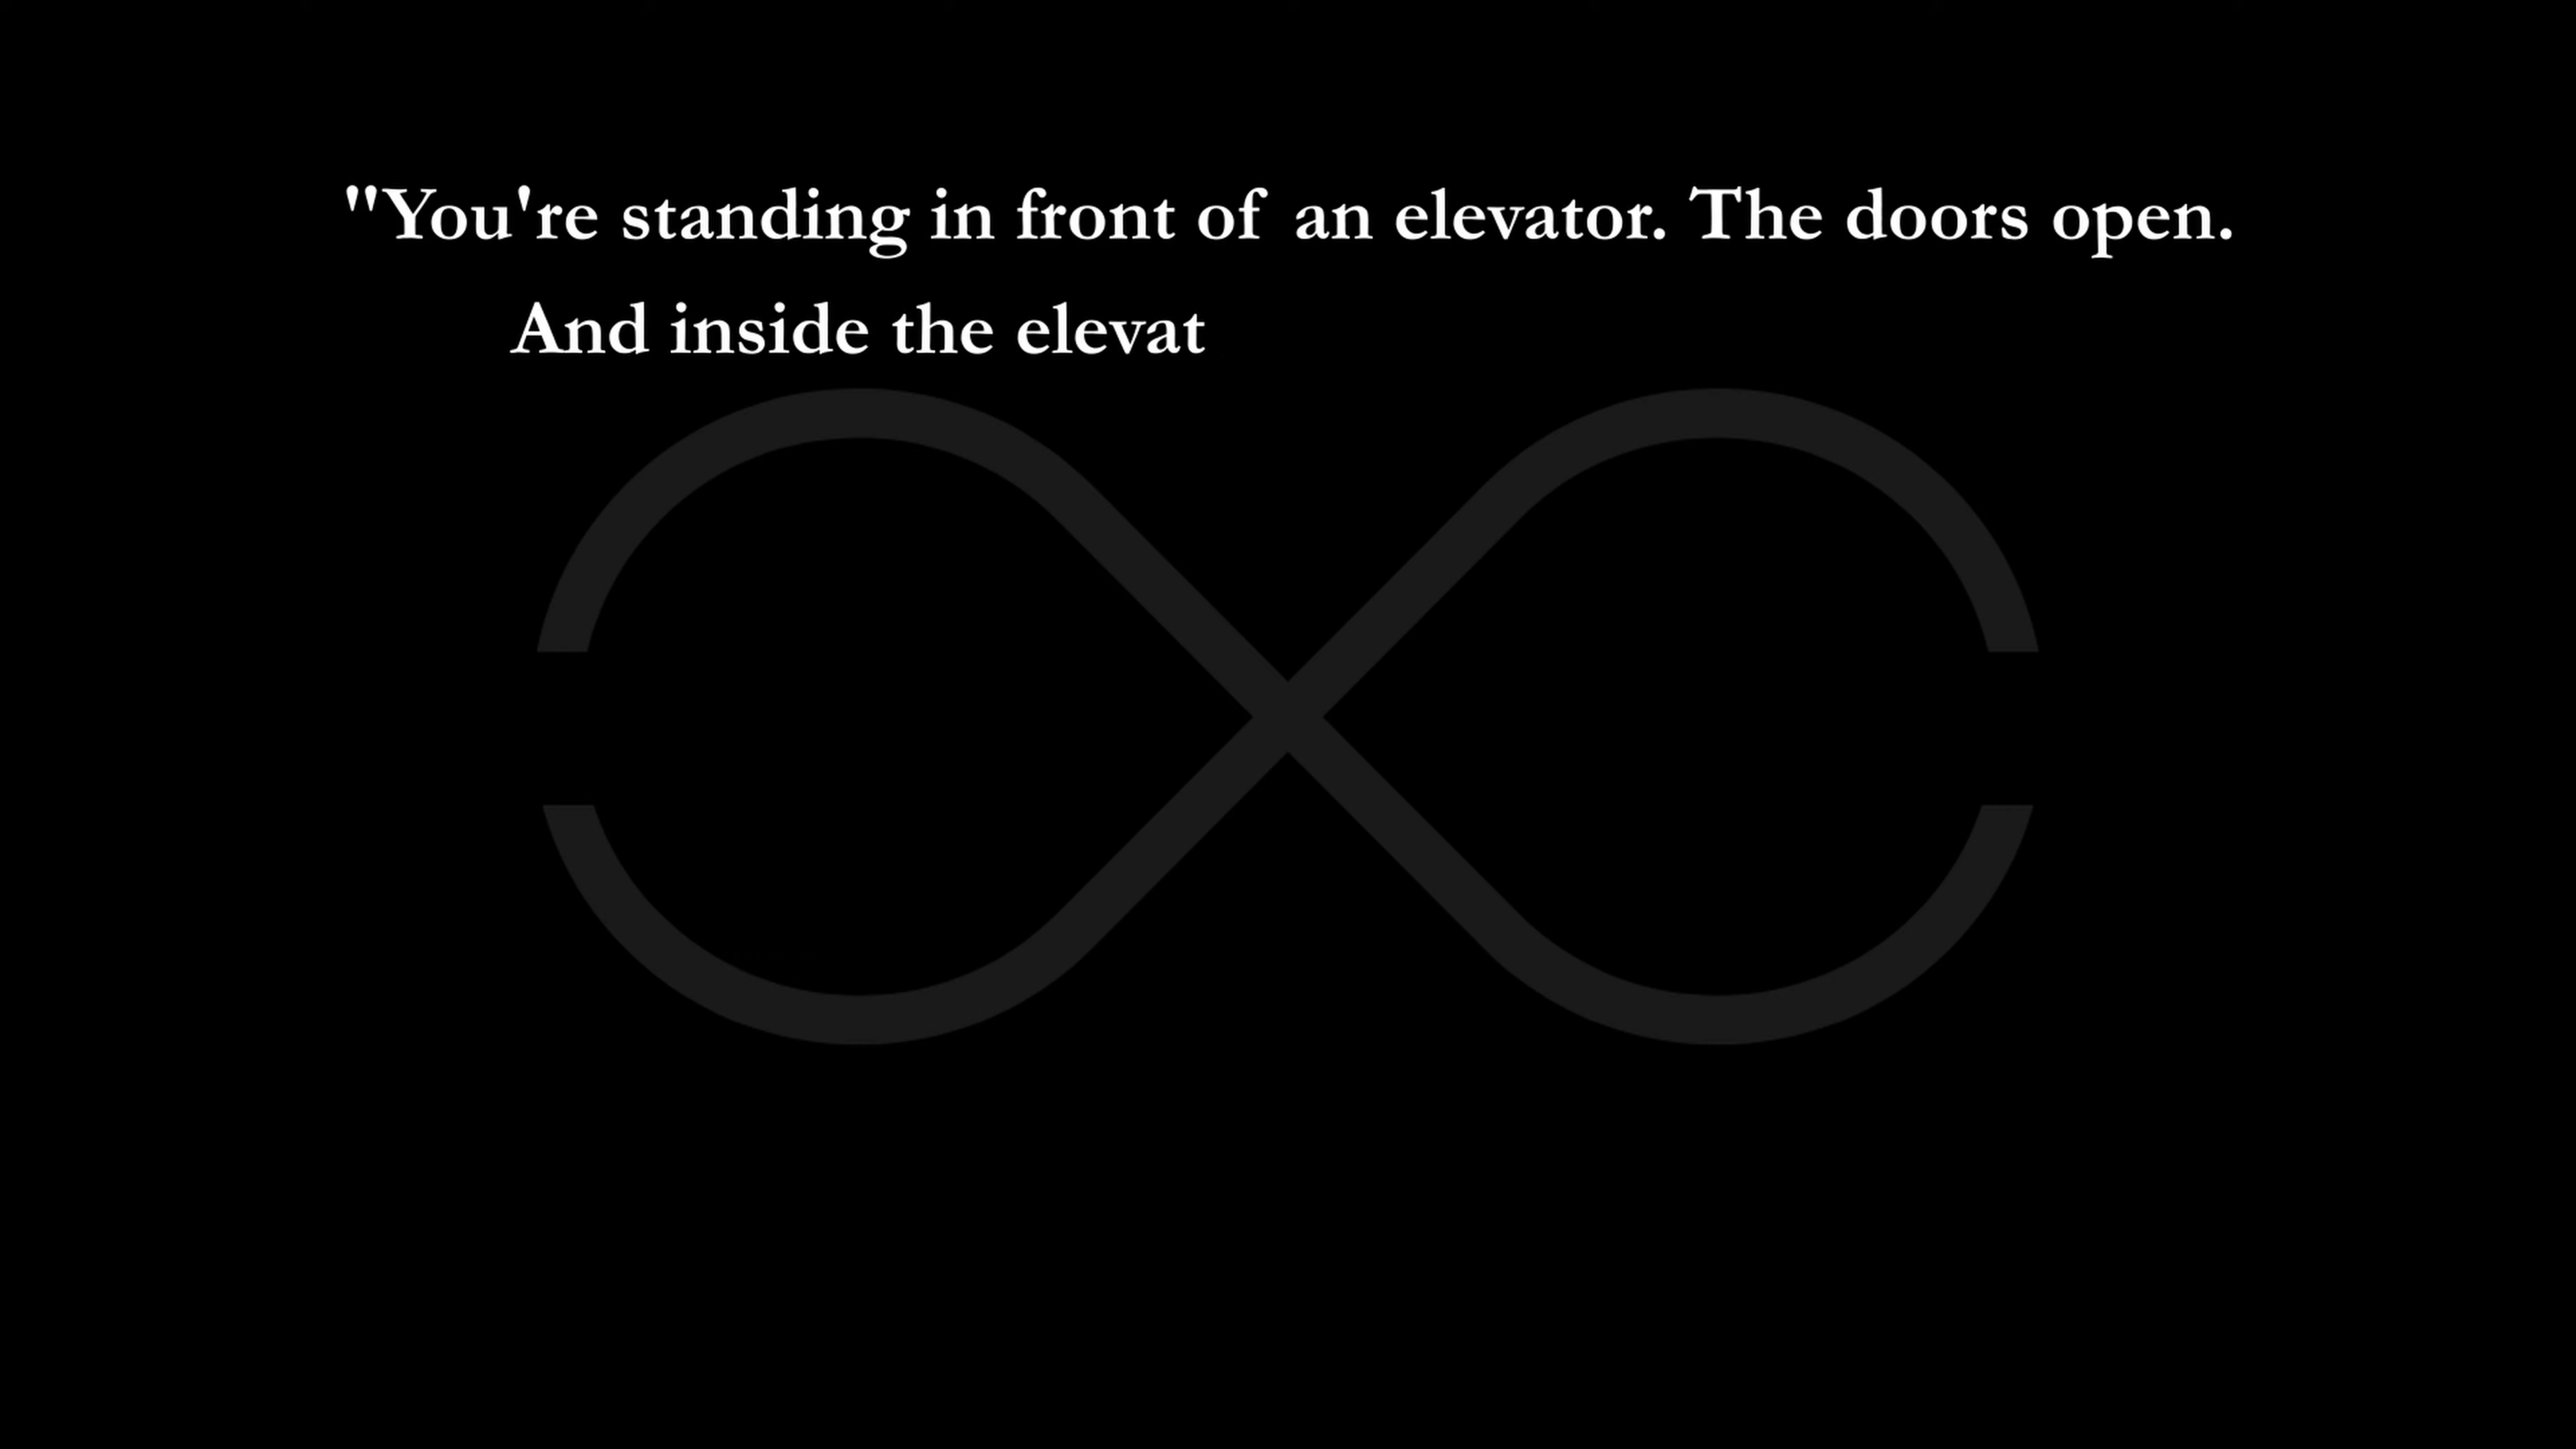 "You're standing in front of an elevator. The doors open.
And inside the elevat